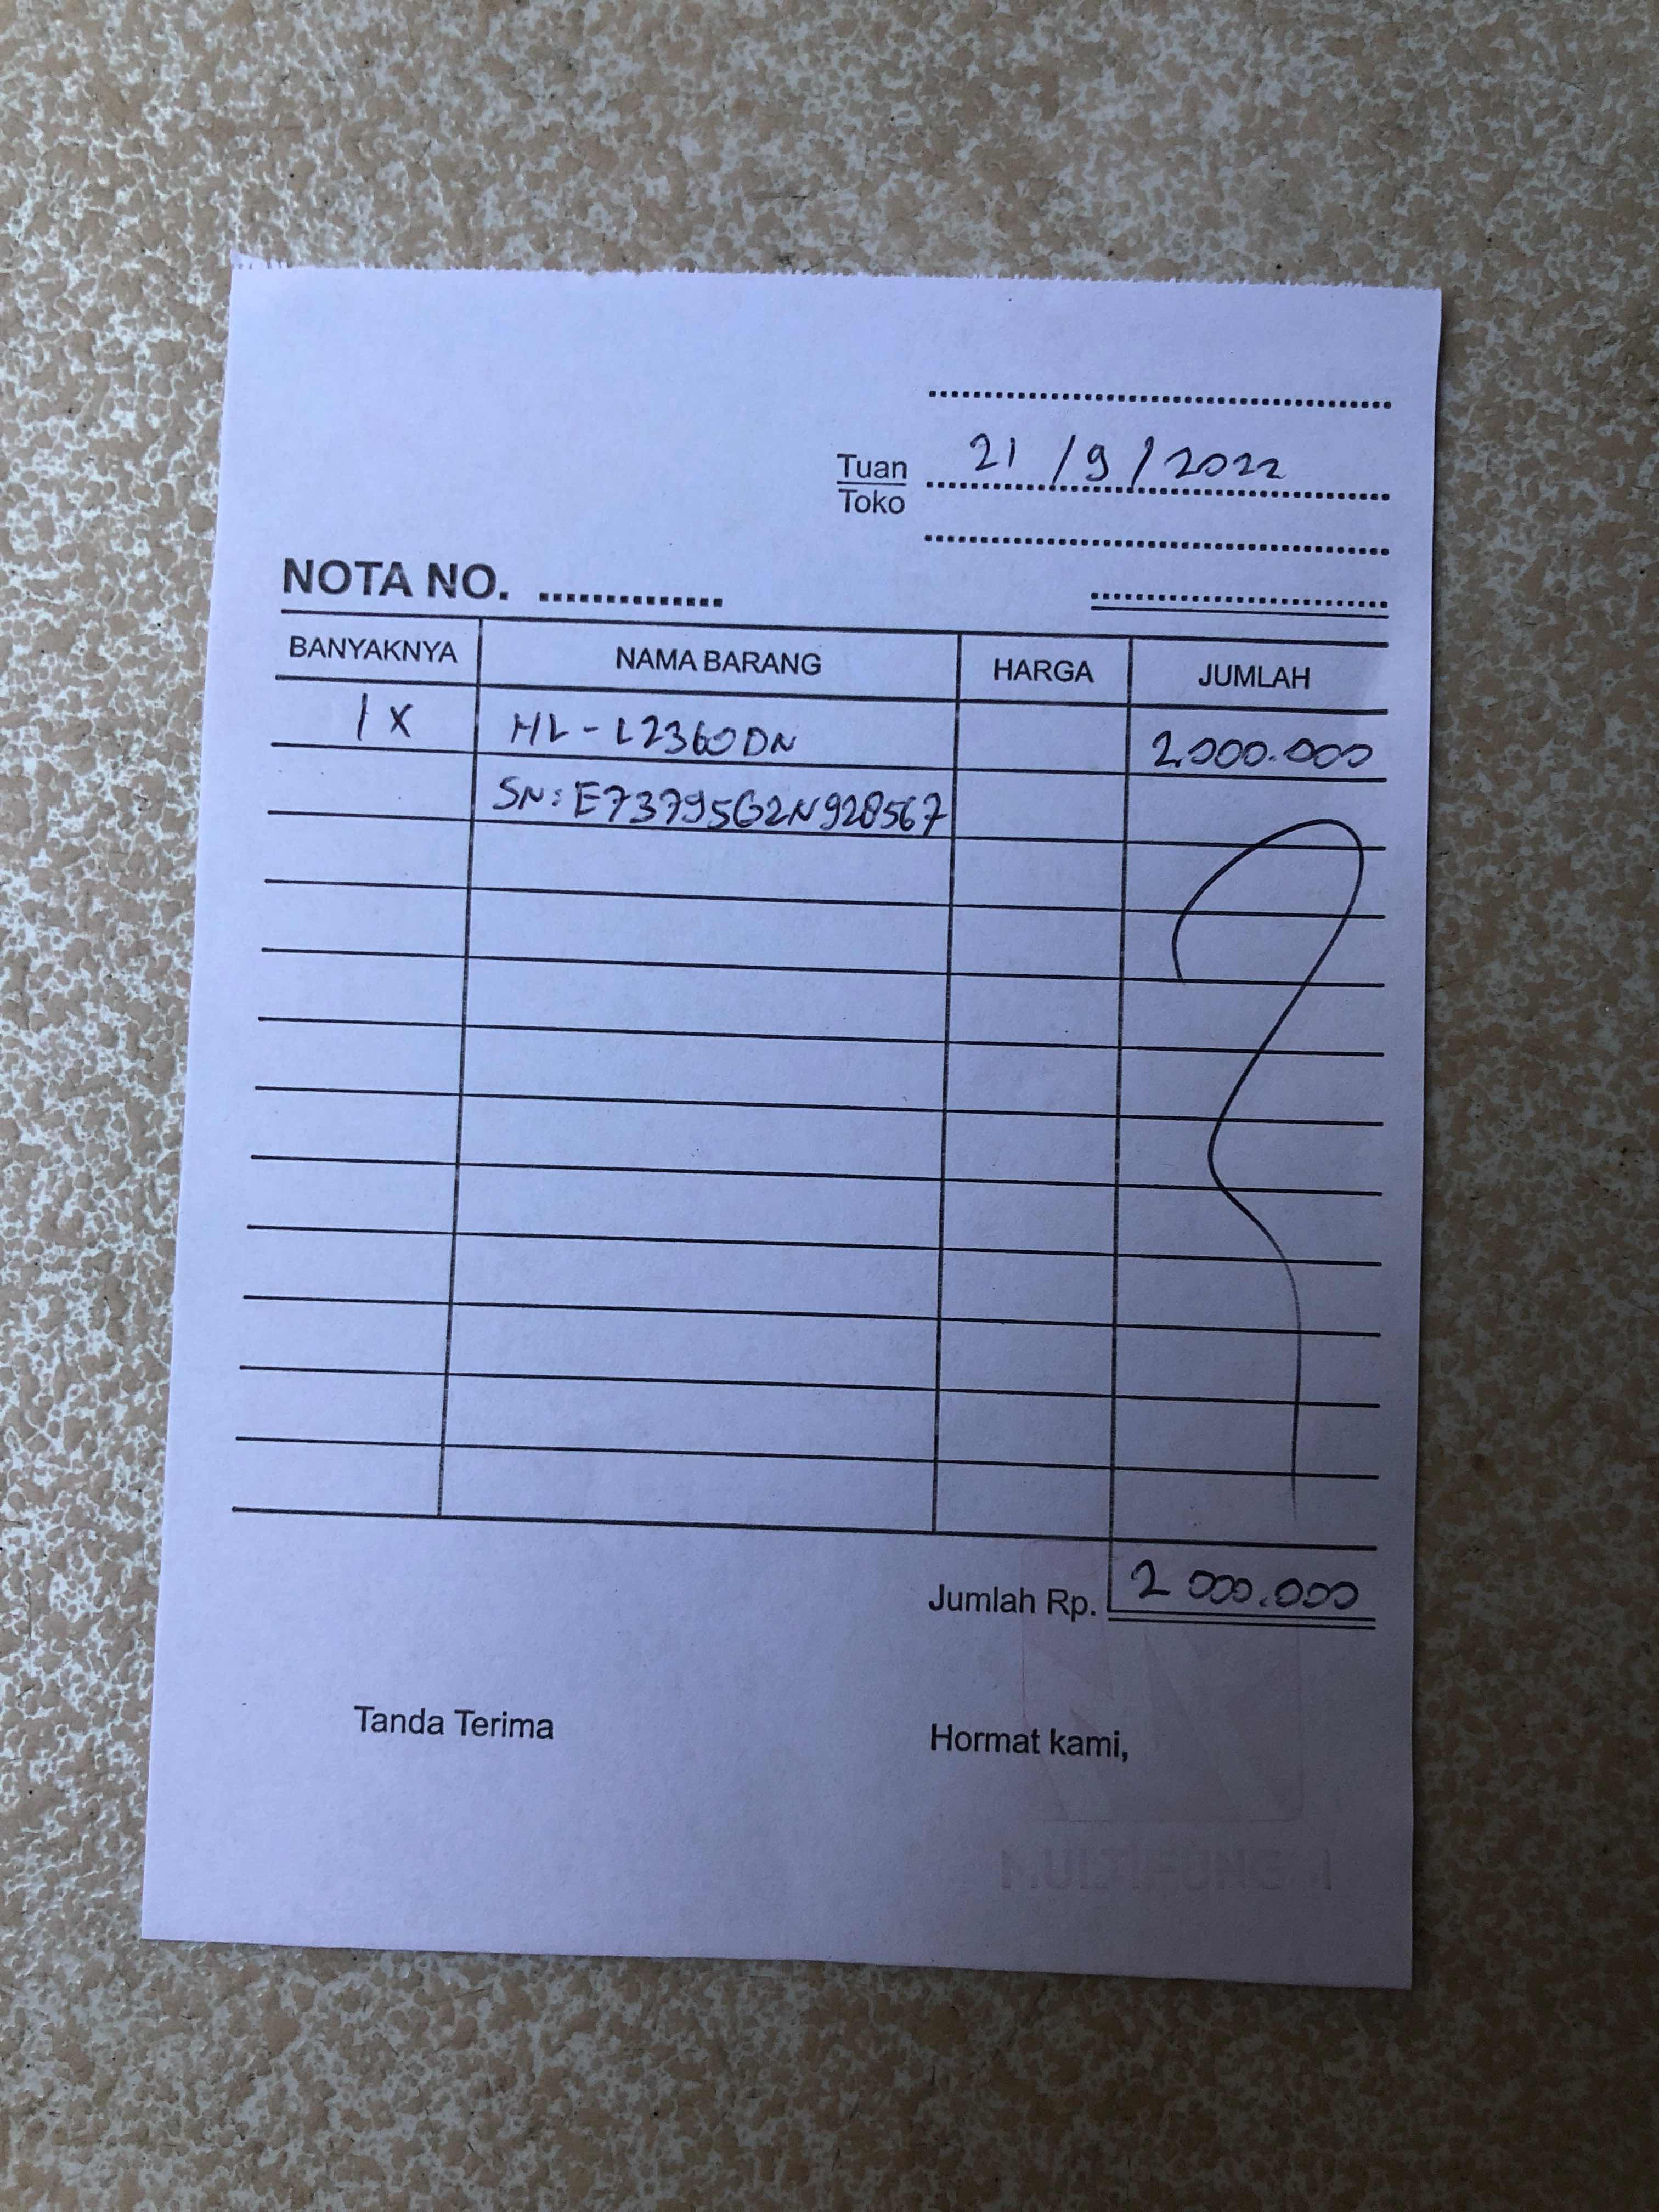 21/9/2022
Tuan
Toko
NOTA NO. ..............
BANYAKNYA NAMA BARANG HARGA JUMLAH
1 X HL-L2360DN 2.000.000
SN: E73795G2N928567
Jumlah Rp. 2 000.000
Tanda Terima Hormat kami,